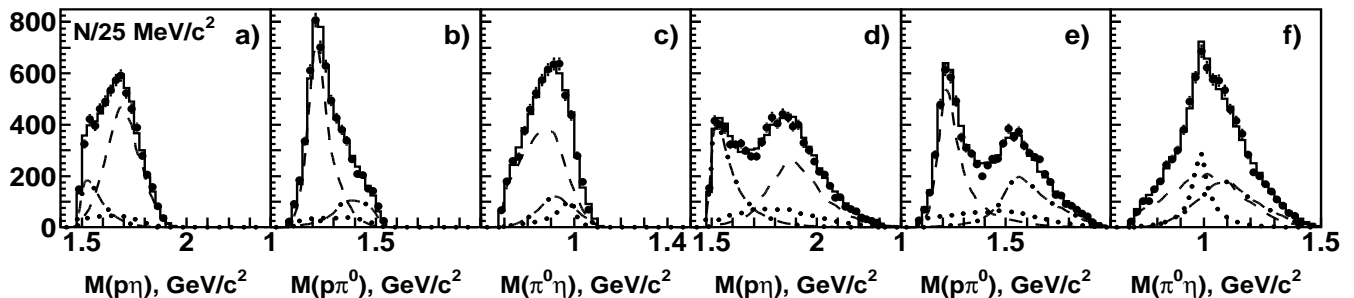 800
600
400
200
0
N/25 MeV/c²
a)
b)
c)
d)
e)
f)
1.5
2
1
1.5
1
1.4
1.5
2
1
1.5
1
1.5
M(pη), GeV/c²
M(pπ⁰), GeV/c²
M(π⁰η), GeV/c²
M(pη), GeV/c²
M(pπ⁰), GeV/c²
M(π⁰η), GeV/c²